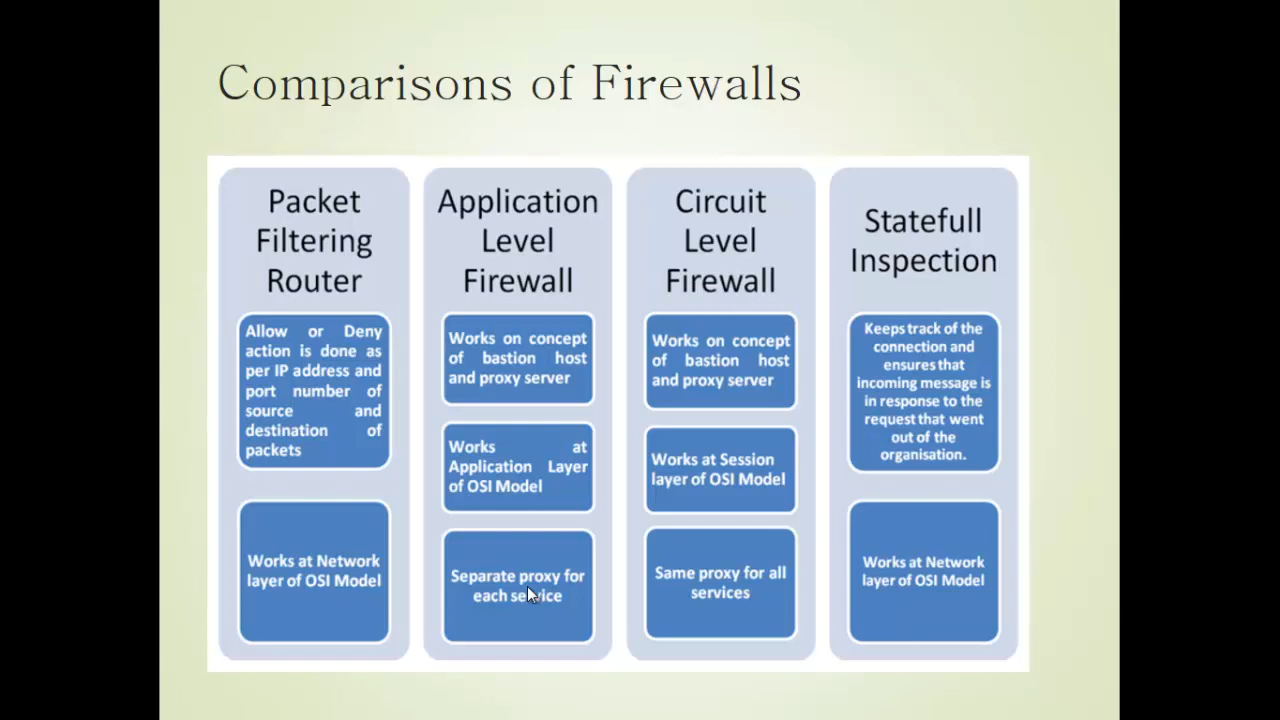 Comparisons of Firewalls
Packet
Filtering
Router
Allow or Deny
action is done as
per IP address and
port number of
source and
destination of
packets
Works at Network
layer of OSI Model
Application
Level
Firewall
Works on concept
of bastion host
and proxy server
Works at
Application Layer
of OSI Model
Separate proxy for
each service
Circuit
Level
Firewall
Works on concept
of bastion host
and proxy server
Works at Session
layer of OSI Model
Same proxy for all
services
Statefull
Inspection
Keeps track of the
connection and
ensures that
incoming message is
in response to the
request that went
out of the
organisation.
Works at Network
layer of OSI Model